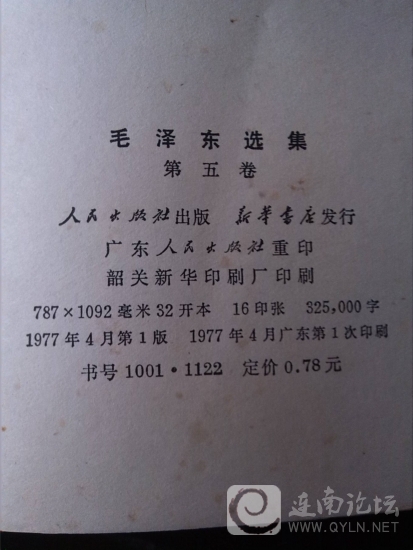 毛泽东选集
第五卷
人民出版社出版 新华书店发行
广东人民出版社重印
韶关新华印刷厂印刷
787×1092毫米32开本 16印张 325,000字
1977年4月第1版 1977年4月广东第1次印刷
书号1001·1122 定价0.78元
连南论坛
WWW.QYLN.NET